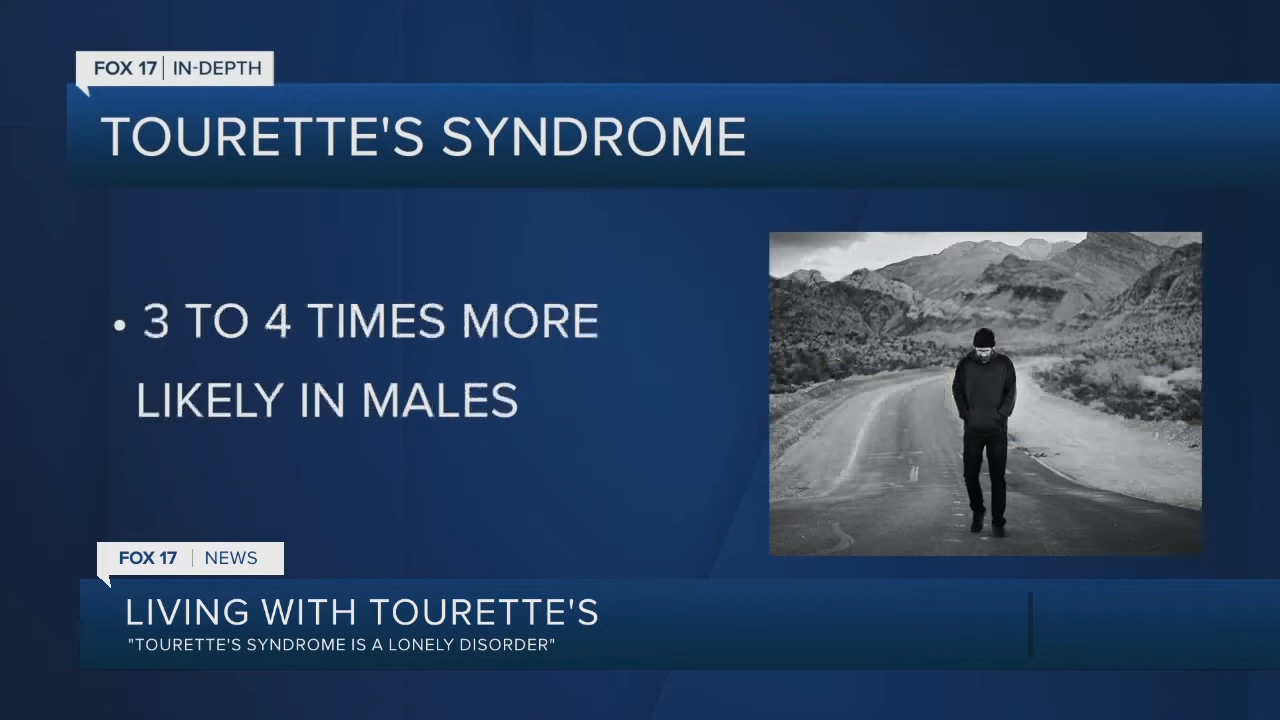 FOX 17 | IN-DEPTH
TOURETTE'S SYNDROME
• 3 TO 4 TIMES MORE
LIKELY IN MALES
FOX 17 | NEWS
LIVING WITH TOURETTE'S
"TOURETTE'S SYNDROME IS A LONELY DISORDER"